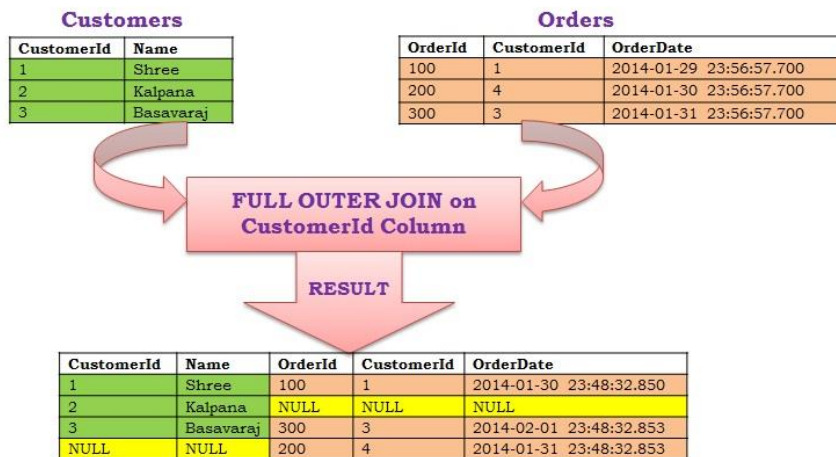 Customers
CustomerId Name
1 Shree
2 Kalpana
3 Basavaraj
Orders
OrderId CustomerId OrderDate
100 1 2014-01-29 23:56:57.700
200 4 2014-01-30 23:56:57.700
300 3 2014-01-31 23:56:57.700
FULL OUTER JOIN on
CustomerId Column
RESULT
CustomerId Name OrderId CustomerId OrderDate
1 Shree 100 1 2014-01-30 23:48:32.850
2 Kalpana NULL NULL NULL
3 Basavaraj 300 3 2014-02-01 23:48:32.853
NULL NULL 200 4 2014-01-31 23:48:32.853